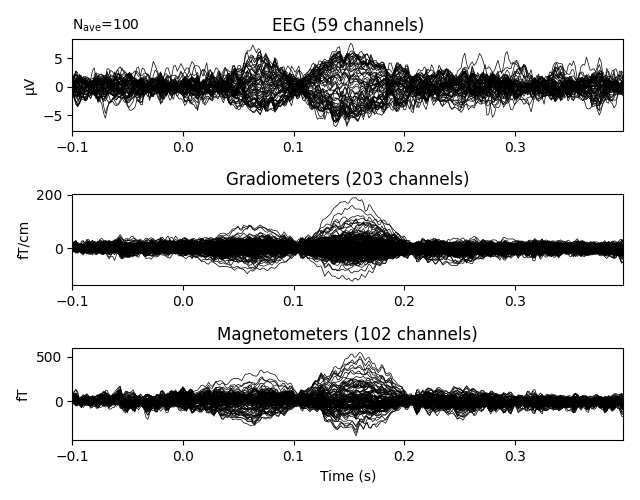 N_ave=100
EEG (59 channels)
5
0
−5
µV
−0.1 0.0 0.1 0.2 0.3
Gradiometers (203 channels)
200
0
fT/cm
−0.1 0.0 0.1 0.2 0.3
Magnetometers (102 channels)
500
0
fT
−0.1 0.0 0.1 0.2 0.3
Time (s)